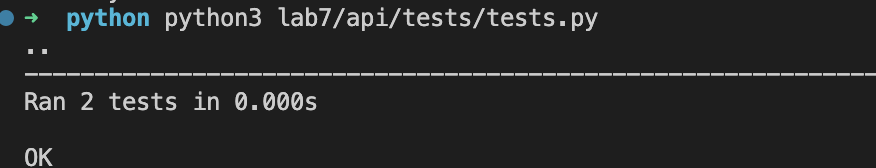 ➜ python python3 lab7/api/tests/tests.py
..
----------------------------------------------------------------------
Ran 2 tests in 0.000s
OK